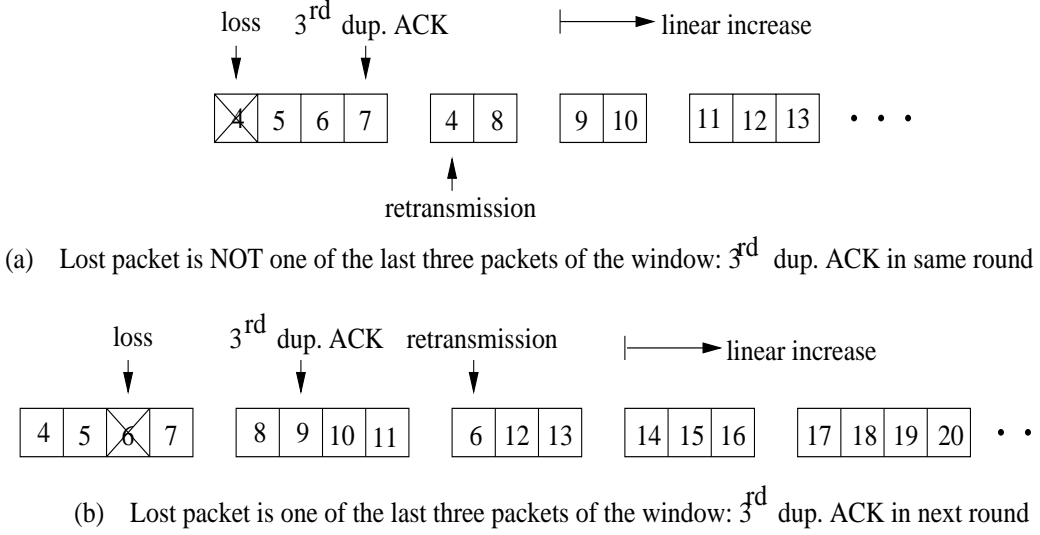 loss 3rd dup. ACK linear increase
4 5 6 7 4 8 9 10 11 12 13 • • •
retransmission
(a) Lost packet is NOT one of the last three packets of the window: 3rd dup. ACK in same round
loss 3rd dup. ACK retransmission linear increase
4 5 6 7 8 9 10 11 6 12 13 14 15 16 17 18 19 20 • •
(b) Lost packet is one of the last three packets of the window: 3rd dup. ACK in next round